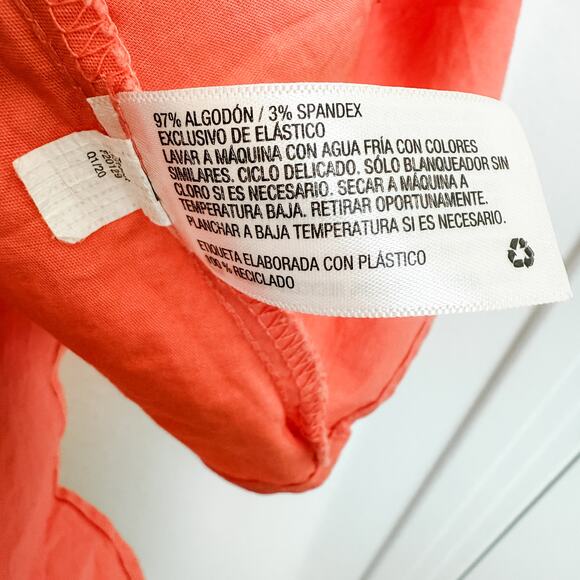 97% ALGODÓN / 3% SPANDEX
EXCLUSIVO DE ELÁSTICO
LAVAR A MÁQUINA CON AGUA FRÍA CON COLORES
SIMILARES. CICLO DELICADO. SÓLO BLANQUEADOR SIN
CLORO SI ES NECESARIO. SECAR A MÁQUINA A
TEMPERATURA BAJA. RETIRAR OPORTUNAMENTE.
PLANCHAR A BAJA TEMPERATURA SI ES NECESARIO.
ETIQUETA ELABORADA CON PLÁSTICO
100 % RECICLADO
01/20